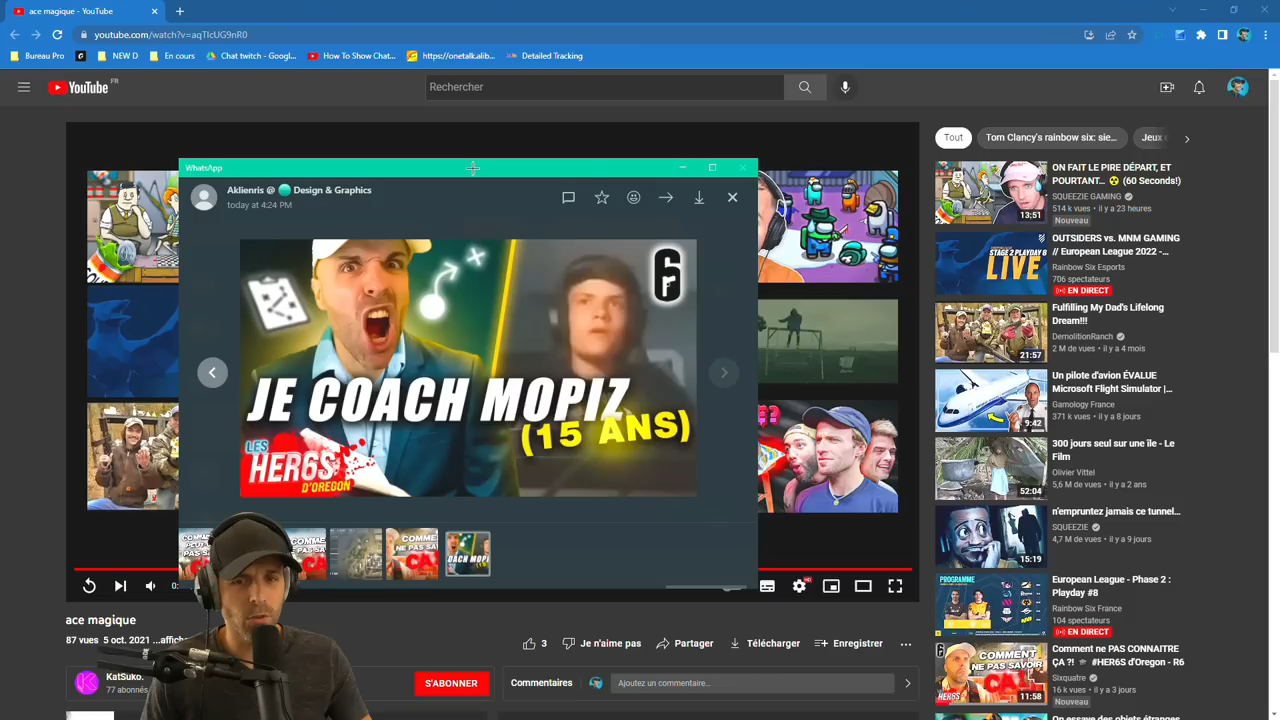 ace magique - YouTube
youtube.com/watch?v=aqTIcUG9nR0
Bureau Pro
NEW D
En cours
Chat twitch - Googl...
How To Show Chat...
https://onetalk.alib...
Detailed Tracking
YouTube FR
Rechercher
Tout
Tom Clancy's rainbow six: sie...
WhatsApp
Aklienris @ Design & Graphics
today at 4:24 PM
JE COACH MOPIZ
(15 ANS)
LES
HER6S
D'OREGON
ace magique
87 vues 5 oct. 2021
3
Je n'aime pas
Partager
Télécharger
Enregistrer
KatSuko.
77 abonnés
S'ABONNER
Commentaires
Ajoutez un commentaire...
ON FAIT LE PIRE DÉPART, ET
POURTANT... (60 Seconds!)
SQUEEZIE GAMING
514 k vues • il y a 23 heures
Nouveau
13:51
OUTSIDERS vs. MNM GAMING
// European League 2022 -...
Rainbow Six Esports
706 spectateurs
EN DIRECT
STAGE 2 PLAYDAY 8
LIVE
Fulfilling My Dad's Lifelong
Dream!!!
DemolitionRanch
2 M de vues • il y a 4 mois
21:57
Un pilote d'avion ÉVALUE
Microsoft Flight Simulator |...
Gamology France
371 k vues • il y a 8 jours
9:42
300 jours seul sur une île - Le
Film
Olivier Vittel
5,6 M de vues • il y a 2 ans
52:04
n'empruntez jamais ce tunnel...
SQUEEZIE
4,7 M de vues • il y a 9 jours
15:19
European League - Phase 2 :
Playday #8
Rainbow Six France
104 spectateurs
EN DIRECT
PROGRAMME
Comment ne PAS CONNAITRE
ÇA ?! #HER6S d'Oregon - R6
Sixquatre
16 k vues • il y a 3 jours
Nouveau
11:58